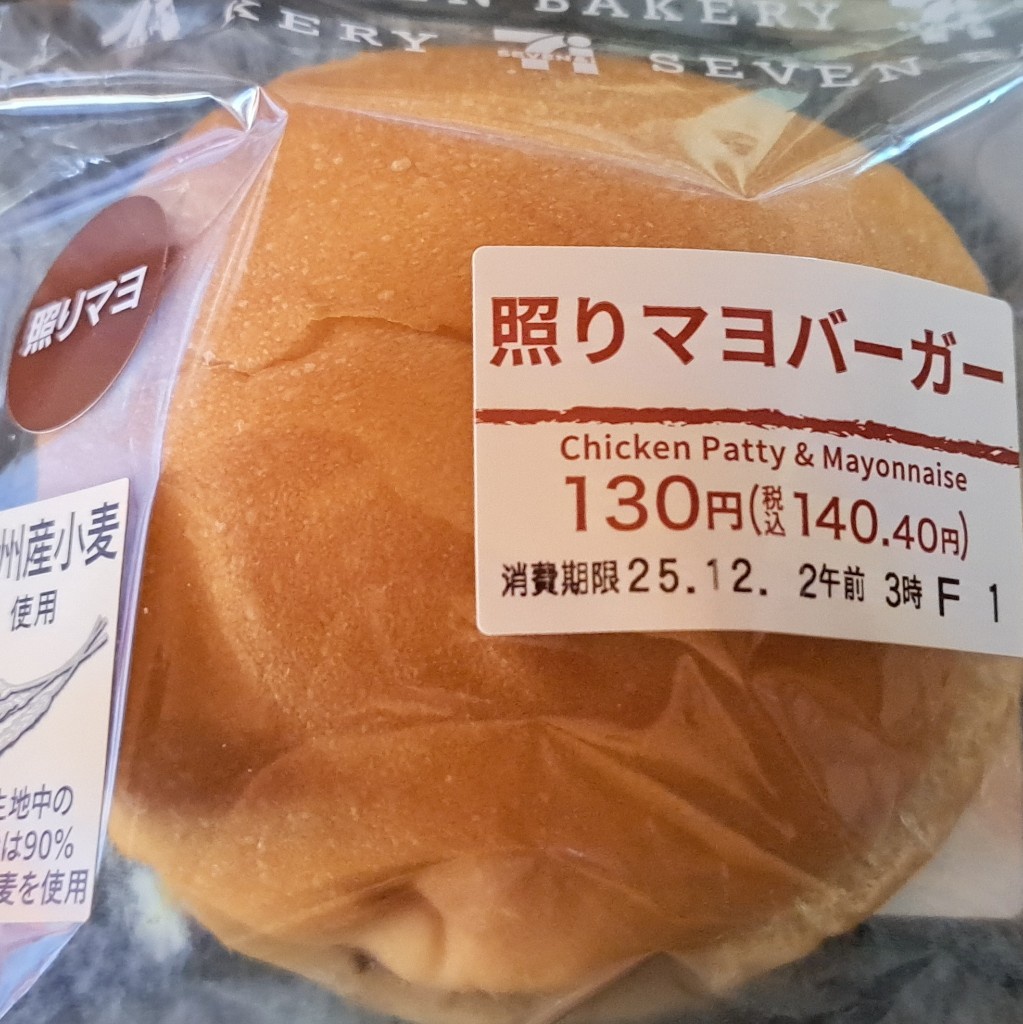 EN BAKERY
KERY
SEVEN
照りマヨ
照りマヨバーガー
Chicken Patty & Mayonnaise
130円(税込140.40円)
消費期限25.12. 2午前 3時 F 1
州産小麦
使用
地中の
は90%
麦を使用